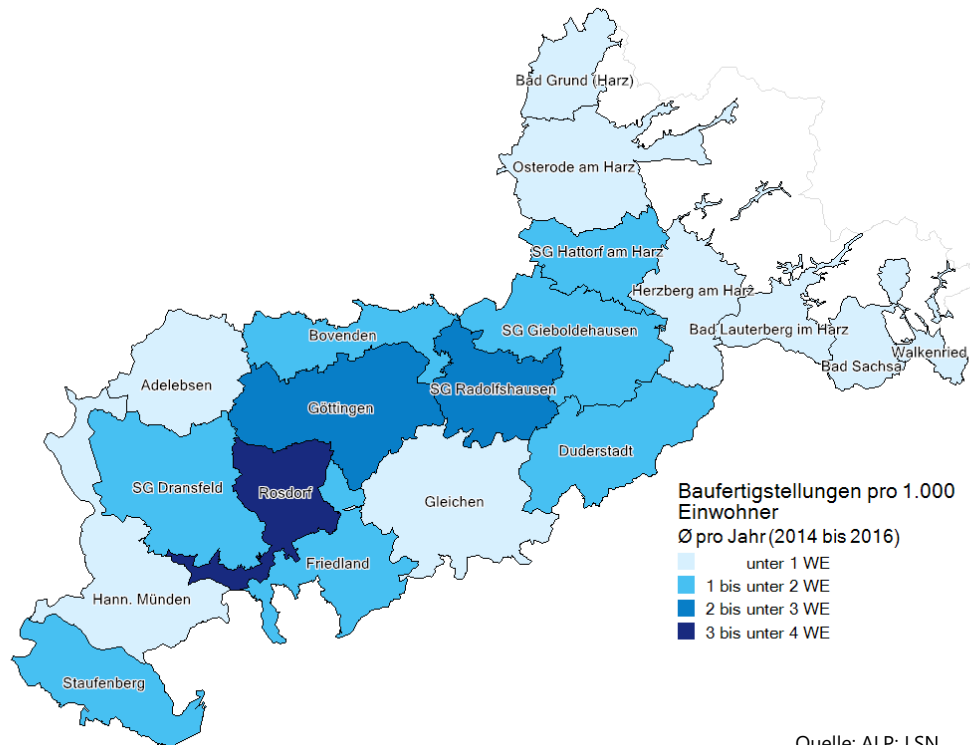 Bad Grund (Harz)
Osterode am Harz
SG Hattorf am Harz
Herzberg am Harz
SG Gieboldehausen
Bad Lauterberg im Harz
Bovenden
Walkenried
Bad Sachsa
Adelebsen
SG Radolfshausen
Göttingen
Duderstadt
SG Dransfeld
Rosdorf
Gleichen
Friedland
Hann. Münden
Staufenberg
Baufertigstellungen pro 1.000
Einwohner
Ø pro Jahr (2014 bis 2016)
unter 1 WE
1 bis unter 2 WE
2 bis unter 3 WE
3 bis unter 4 WE
Quelle: ALP; LSN